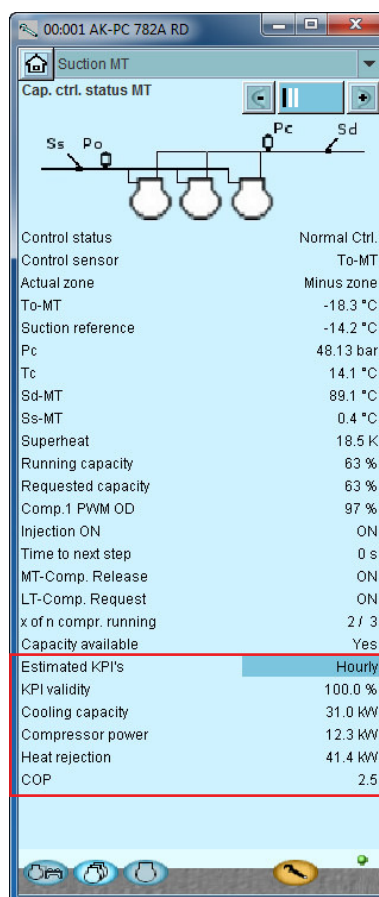 00:001 AK-PC 782A RD
Suction MT
Cap. ctrl. status MT
Pc Sd
Ss Po
Control status Normal Ctrl.
Control sensor To-MT
Actual zone Minus zone
To-MT -18.3 °C
Suction reference -14.2 °C
Pc 48.13 bar
Tc 14.1 °C
Sd-MT 89.1 °C
Ss-MT 0.4 °C
Superheat 18.5 K
Running capacity 63 %
Requested capacity 63 %
Comp.1 PWM OD 97 %
Injection ON ON
Time to next step 0 s
MT-Comp. Release ON
LT-Comp. Request ON
x of n compr. running 2 / 3
Capacity available Yes
Estimated KPI's Hourly
KPI validity 100.0 %
Cooling capacity 31.0 kW
Compressor power 12.3 kW
Heat rejection 41.4 kW
COP 2.5